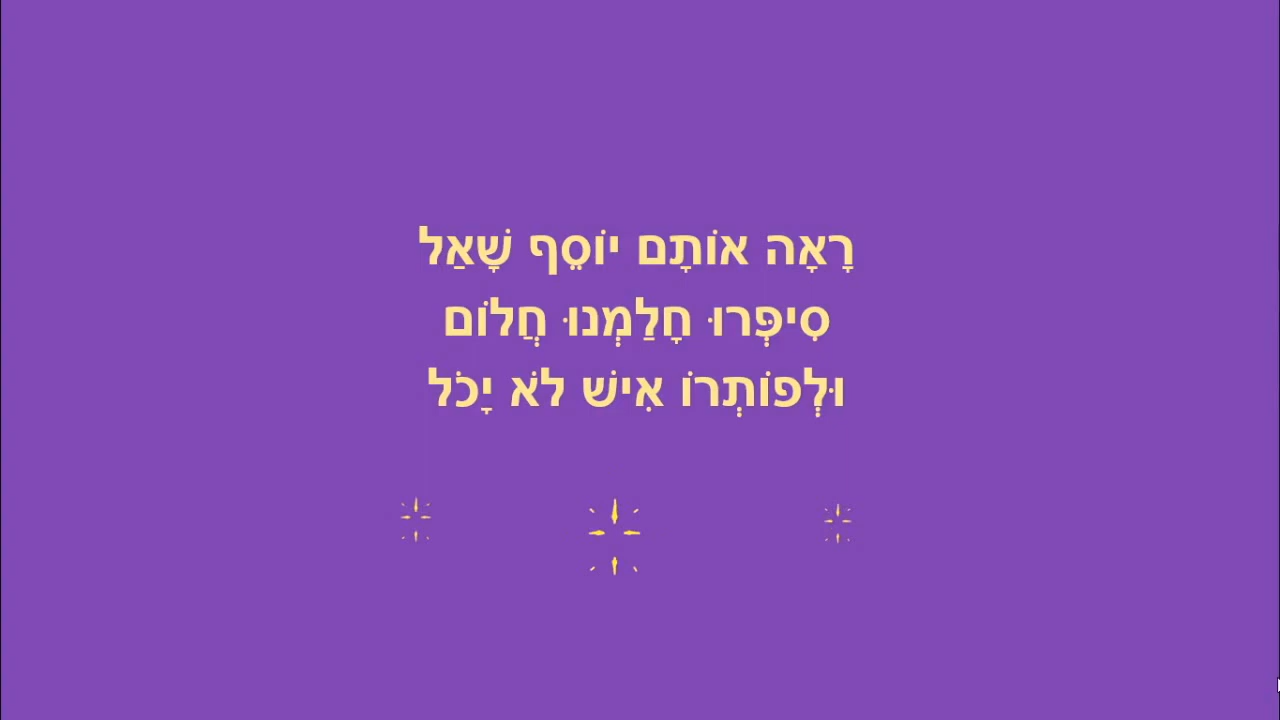 רָאָה אוֹתָם יוֹסֵף שָׁאַל
סִיפְּרוּ חָלַמְנוּ חֲלוֹם
וּלְפוֹתְרוֹ אִישׁ לֹא יָכֹל